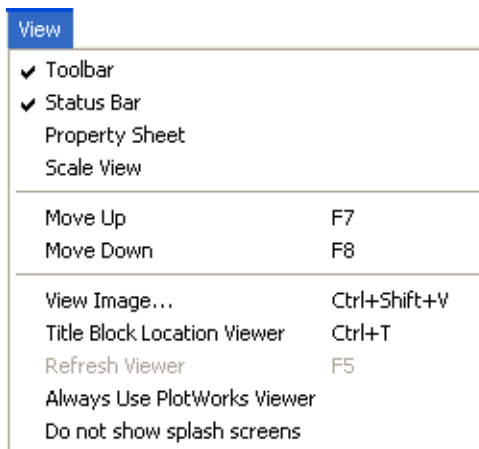 View
Toolbar
Status Bar
Property Sheet
Scale View
Move Up F7
Move Down F8
View Image... Ctrl+Shift+V
Title Block Location Viewer Ctrl+T
Refresh Viewer F5
Always Use PlotWorks Viewer
Do not show splash screens